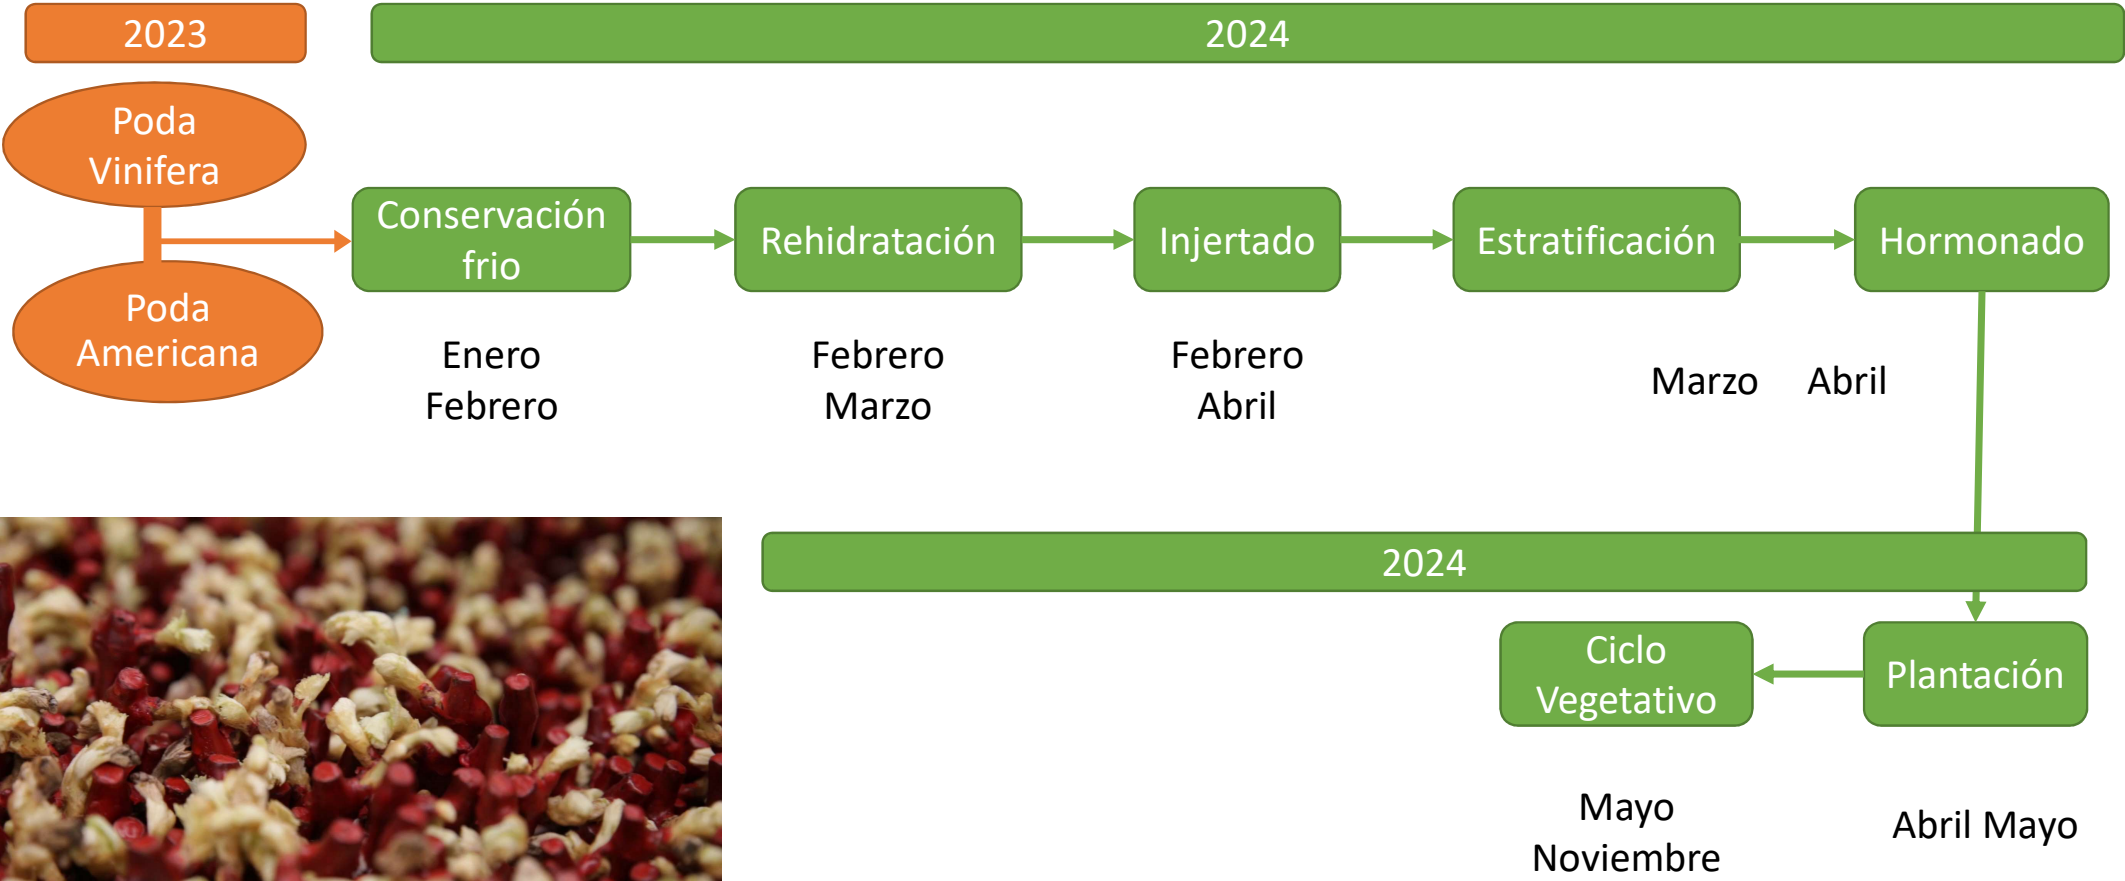 2023
2024
Poda
Vinifera
Poda
Americana
Conservación
frio
Rehidratación
Injertado
Estratificación
Hormonado
Enero
Febrero
Febrero
Marzo
Febrero
Abril
Marzo Abril
2024
Ciclo
Vegetativo
Plantación
Mayo
Noviembre
Abril Mayo